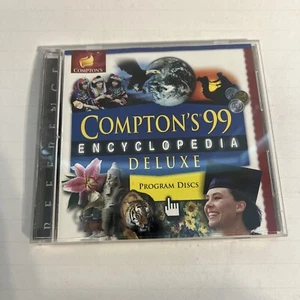 COMPTON'S
COMPTON'S 99
ENCYCLOPEDIA
DELUXE
PROGRAM DISCS
REFERENCE